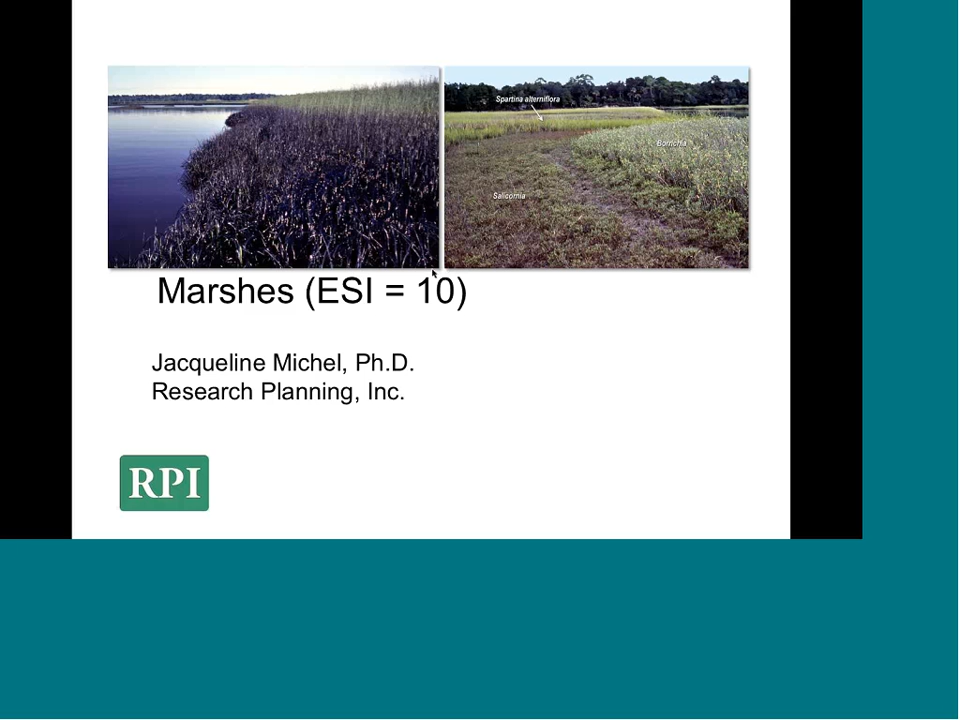 Spartina alterniflora
Borrichia
Salicornia
Marshes (ESI = 10)
Jacqueline Michel, Ph.D.
Research Planning, Inc.
RPI